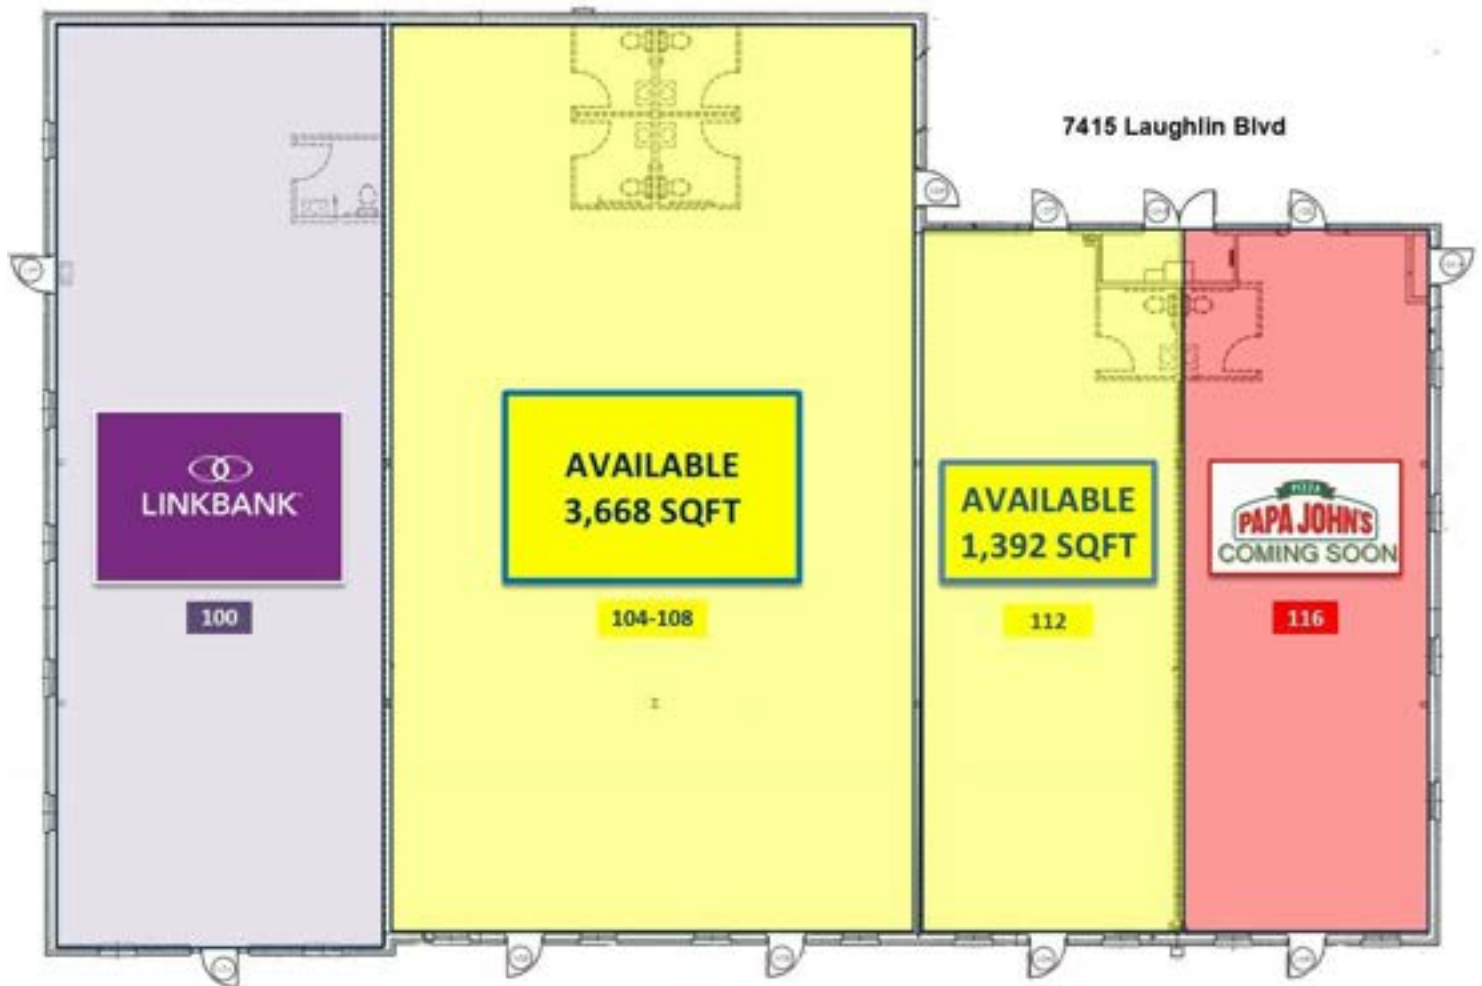 7415 Laughlin Blvd
LINKBANK
100
AVAILABLE
3,668 SQFT
104-108
AVAILABLE
1,392 SQFT
112
PIZZA
PAPA JOHN'S
COMING SOON
116